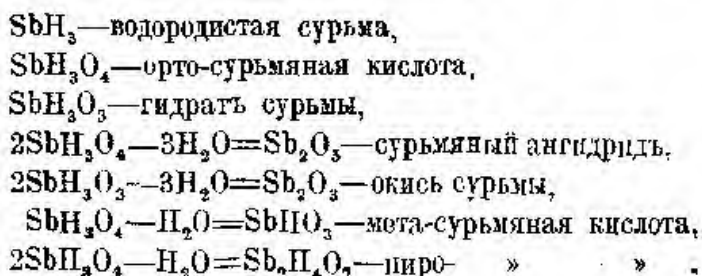 SbH₃—водородистая сурьма,
SbH₃O₄—орто-сурьмяная кислота,
SbH₃O₃—гидратъ сурьмы,
2SbH₃O₄—3H₂O=Sb₂O₅—сурьмяный ангидридъ,
2SbH₃O₃—3H₂O=Sb₂O₃—окись сурьмы,
SbH₃O₄—H₂O=SbHO₃—мета-сурьмяная кислота,
2SbH₃O₄—H₂O=Sb₂H₄O₇—пиро- » » .